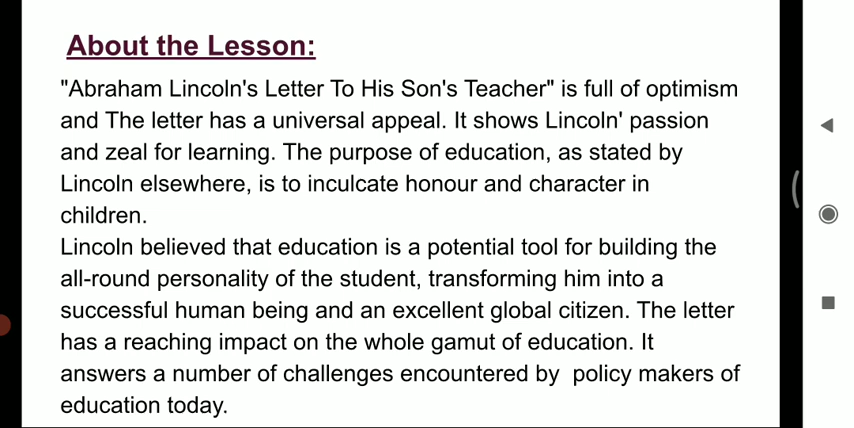 About the Lesson:
"Abraham Lincoln's Letter To His Son's Teacher" is full of optimism
and The letter has a universal appeal. It shows Lincoln' passion
and zeal for learning. The purpose of education, as stated by
Lincoln elsewhere, is to inculcate honour and character in
children.
Lincoln believed that education is a potential tool for building the
all-round personality of the student, transforming him into a
successful human being and an excellent global citizen. The letter
has a reaching impact on the whole gamut of education. It
answers a number of challenges encountered by  policy makers of
education today.